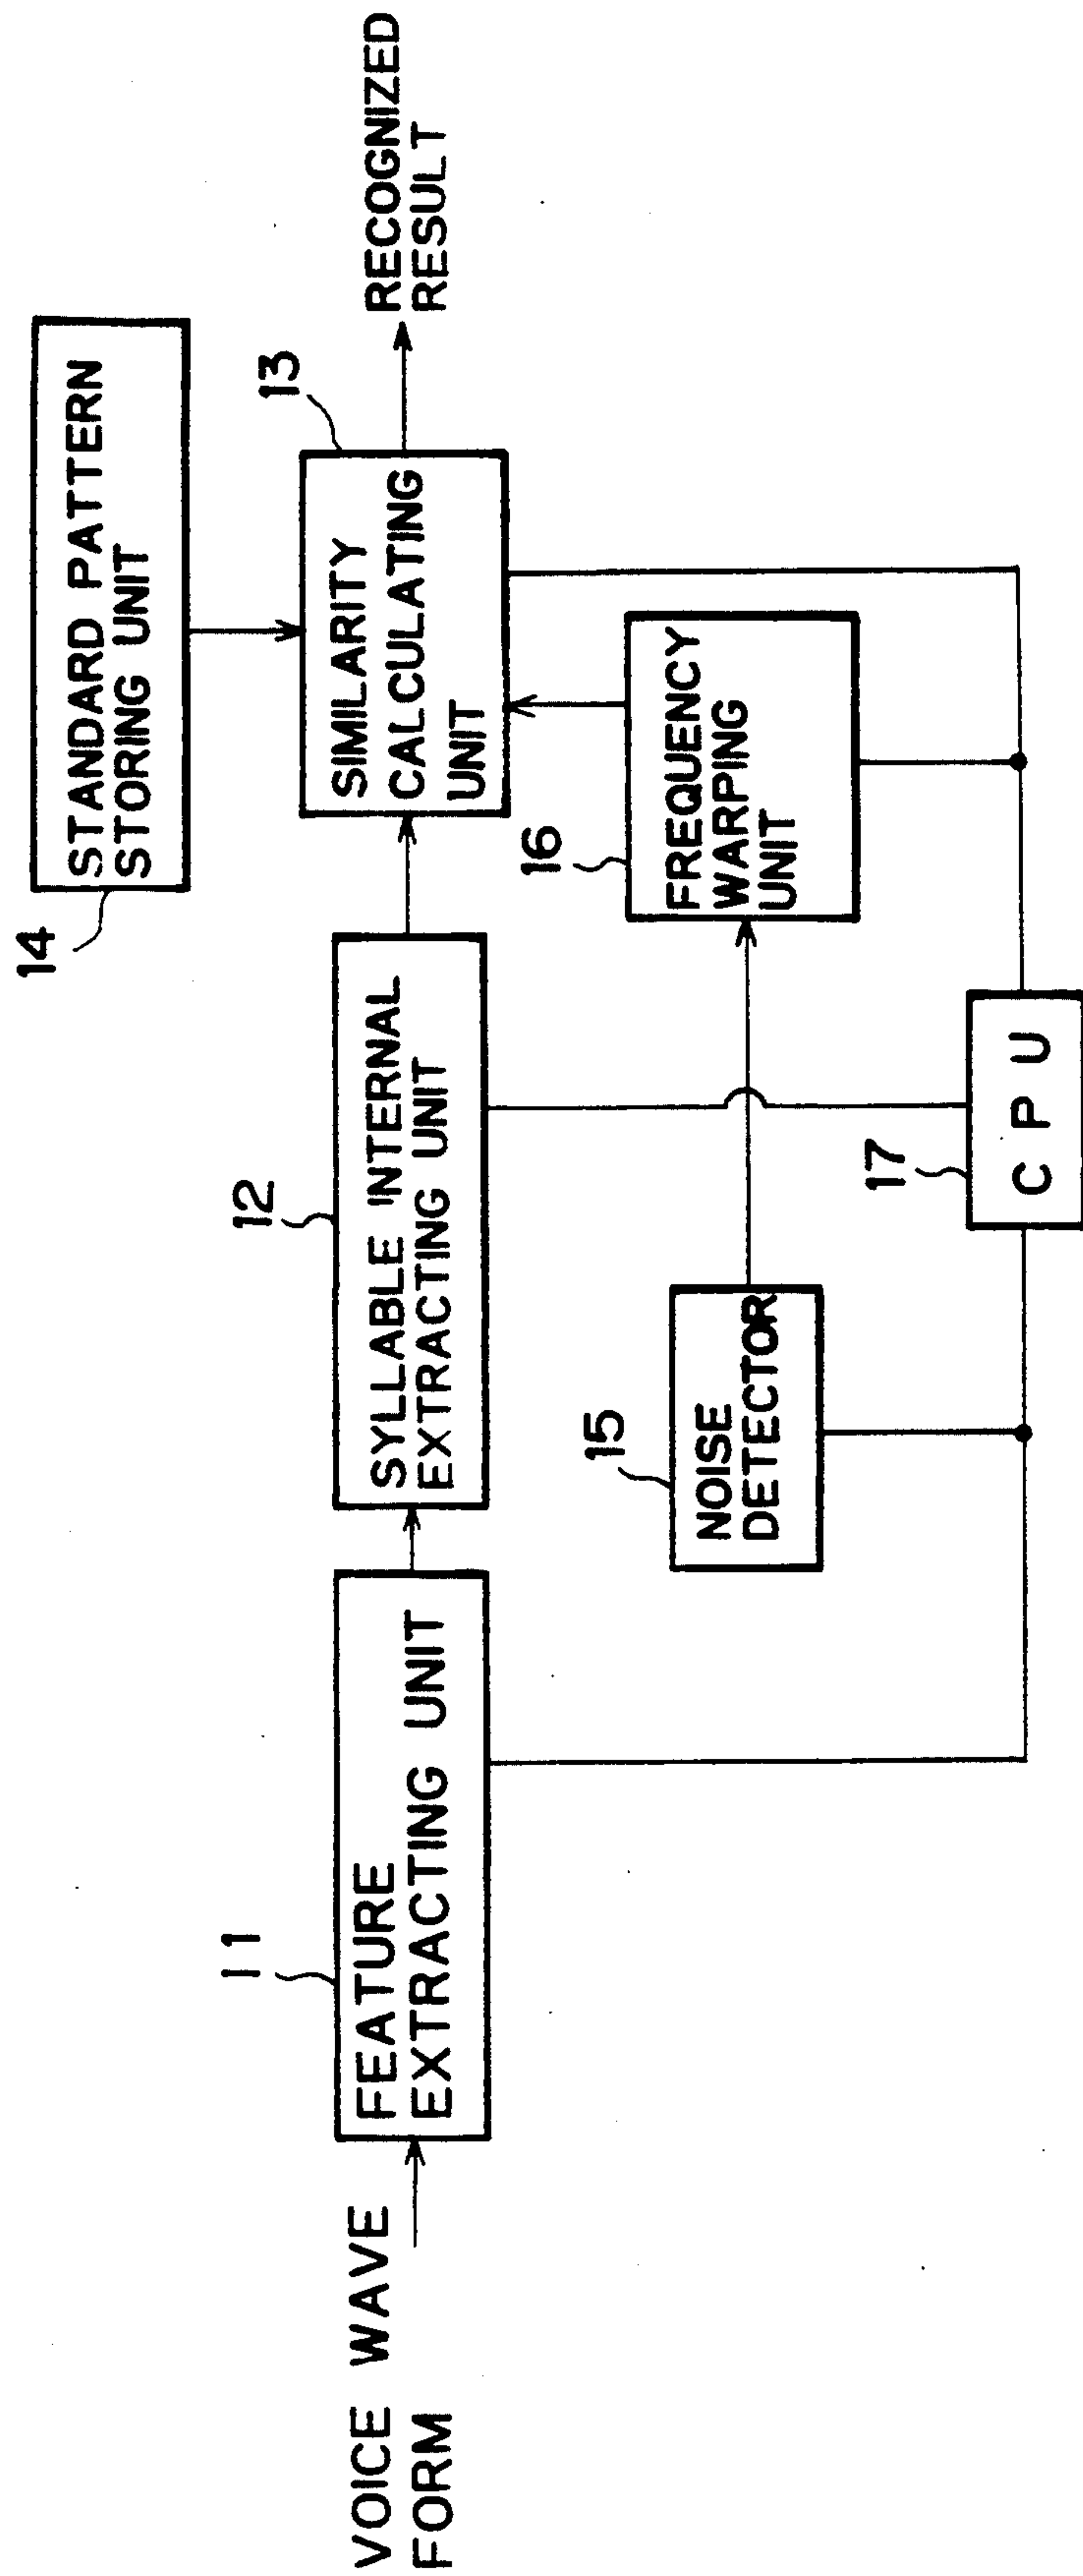 VOICE WAVE
FORM
11
FEATURE
EXTRACTING UNIT
12
SYLLABLE INTERNAL
EXTRACTING UNIT
14
STANDARD PATTERN
STORING UNIT
13
SIMILARITY
CALCULATING
UNIT
RECOGNIZED
RESULT
15
NOISE
DETECTOR
16
FREQUENCY
WARPING
UNIT
17
C P U